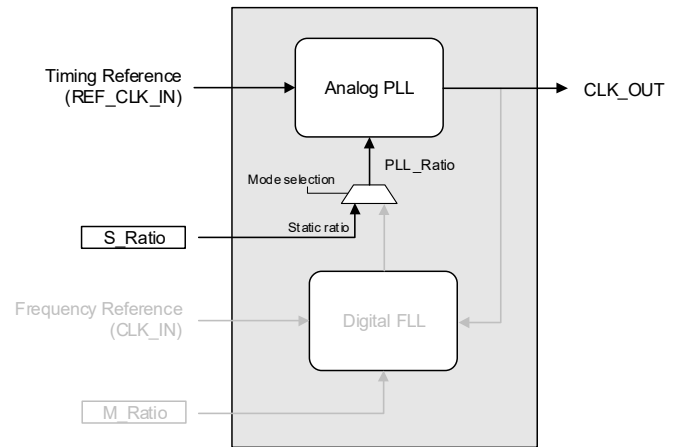 Timing Reference
(REF_CLK_IN)
Analog PLL
CLK_OUT
PLL_Ratio
Mode selection
Static ratio
S_Ratio
Frequency Reference
(CLK_IN)
Digital FLL
M_Ratio